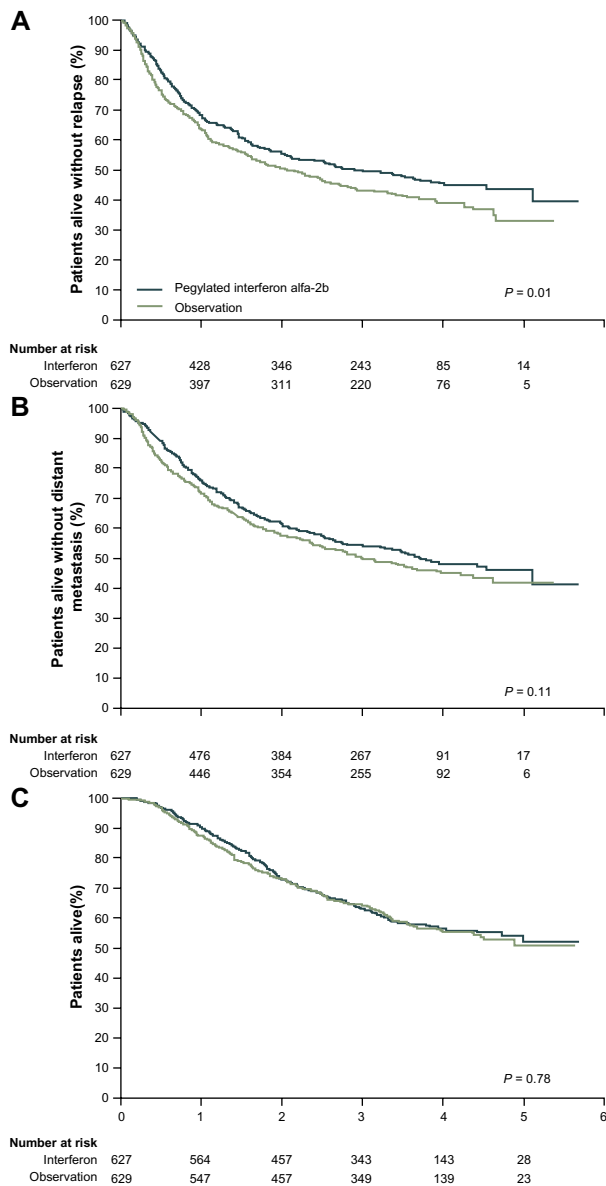 A
Patients alive without relapse (%)
100
90
80
70
60
50
40
30
20
10
0
Pegylated interferon alfa-2b
Observation
P = 0.01
Number at risk
Interferon 627 428 346 243 85 14
Observation 629 397 311 220 76 5
B
Patients alive without distant
metastasis (%)
100
90
80
70
60
50
40
30
20
10
0
P = 0.11
Number at risk
Interferon 627 476 384 267 91 17
Observation 629 446 354 255 92 6
C
Patients alive(%)
100
90
80
70
60
50
40
30
20
10
0
P = 0.78
0 1 2 3 4 5 6
Number at risk
Interferon 627 564 457 343 143 28
Observation 629 547 457 349 139 23